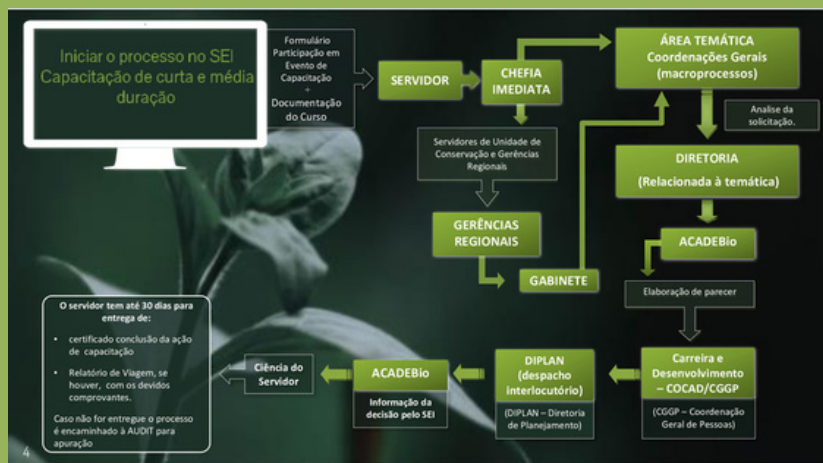 Iniciar o processo no SEI
Capacitação de curta e média
duração
Formulário
Participação em
Evento de
Capacitação
+
Documentação
do Curso
SERVIDOR
CHEFIA
IMEDIATA
ÁREA TEMÁTICA
Coordenações Gerais
(macroprocessos)
Analise da
solicitação.
Servidores de Unidade de
Conservação e Gerências
Regionais
DIRETORIA
(Relacionada à temática)
GERÊNCIAS
REGIONAIS
GABINETE
ACADEBio
Elaboração de parecer
O servidor tem até 30 dias para
entrega de:
• certificado conclusão da ação
de capacitação
• Relatório de Viagem, se
houver, com os devidos
comprovantes.
Caso não for entregue o processo
é encaminhado à AUDIT para
apuração
Ciência do
Servidor
ACADEBio
Informação da
decisão pelo SEI
DIPLAN
(despacho
interlocutório)
(DIPLAN – Diretoria
de Planejamento)
Carreira e
Desenvolvimento
– COCAD/CGGP
(CGGP – Coordenação
Geral de Pessoas)
4